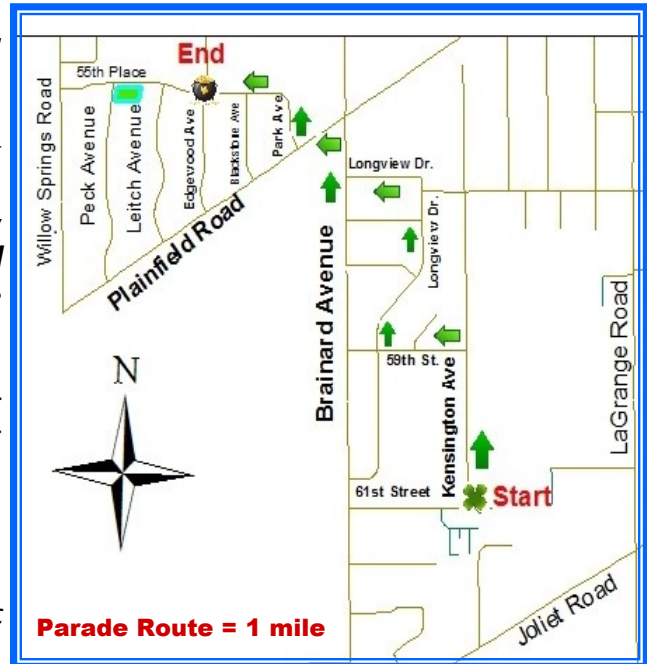 End
55th Place
Willow Springs Road
Peck Avenue
Leitch Avenue
Edgewood Ave
Blackstone Ave
Park Ave
Plainfield Road
Longview Dr.
Longview Dr.
Brainard Avenue
59th St.
Kensington Ave
LaGrange Road
N
61st Street
Start
Joliet Road
Parade Route = 1 mile